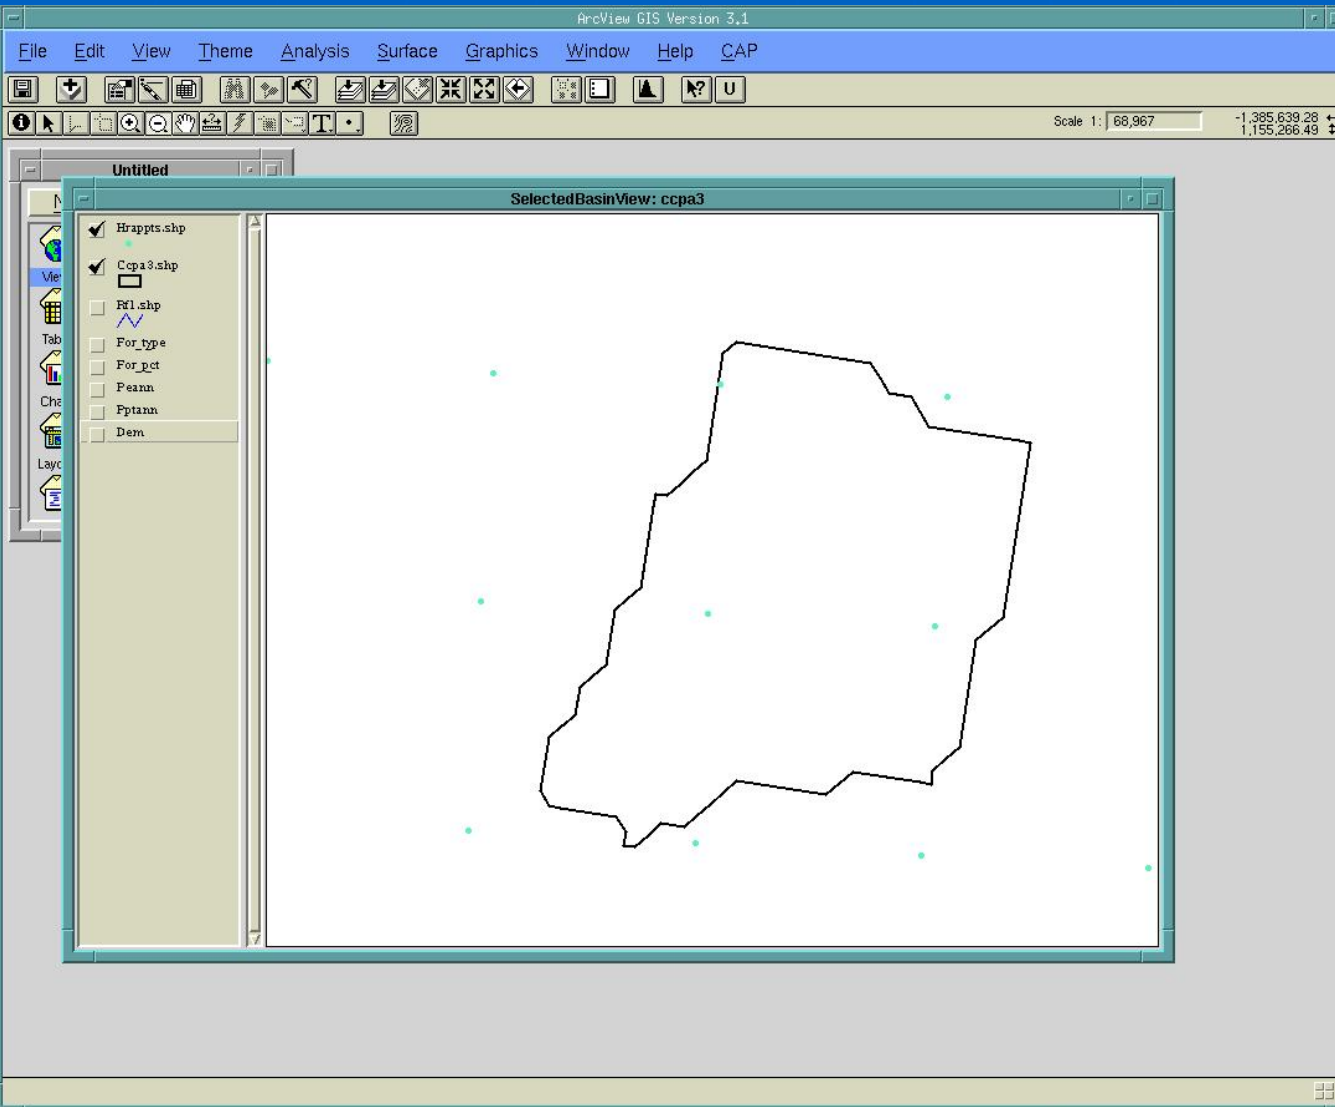 ArcView GIS Version 3.1
File Edit View Theme Analysis Surface Graphics Window Help CAP
U
T
Scale 1: 68,967
-1,385,639.28
1,155,266.49
Untitled
SelectedBasinView: ccpa3
N
Hrappts.shp
Ccpa3.shp
Vie
Rf1.shp
Tab
For_type
For_pct
Peann
Cha
Pptann
Dem
Layo